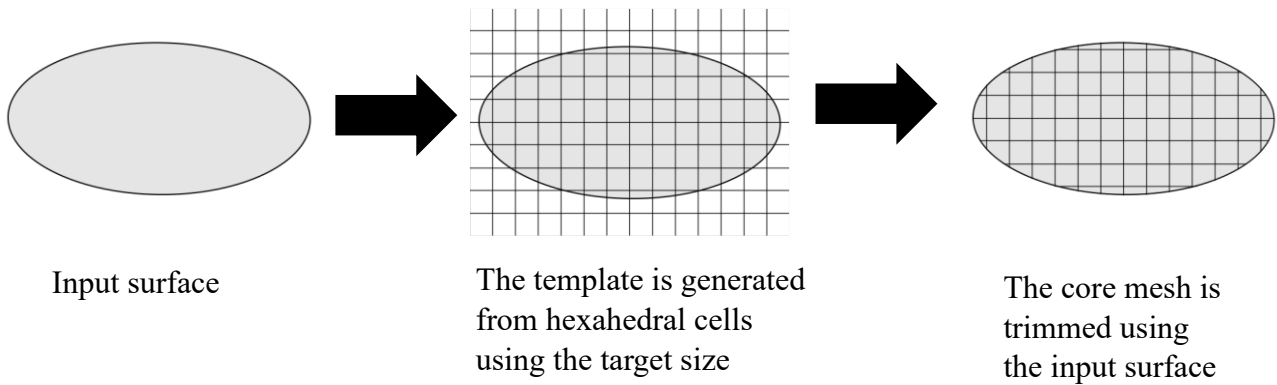 Input surface
The template is generated
from hexahedral cells
using the target size
The core mesh is
trimmed using
the input surface